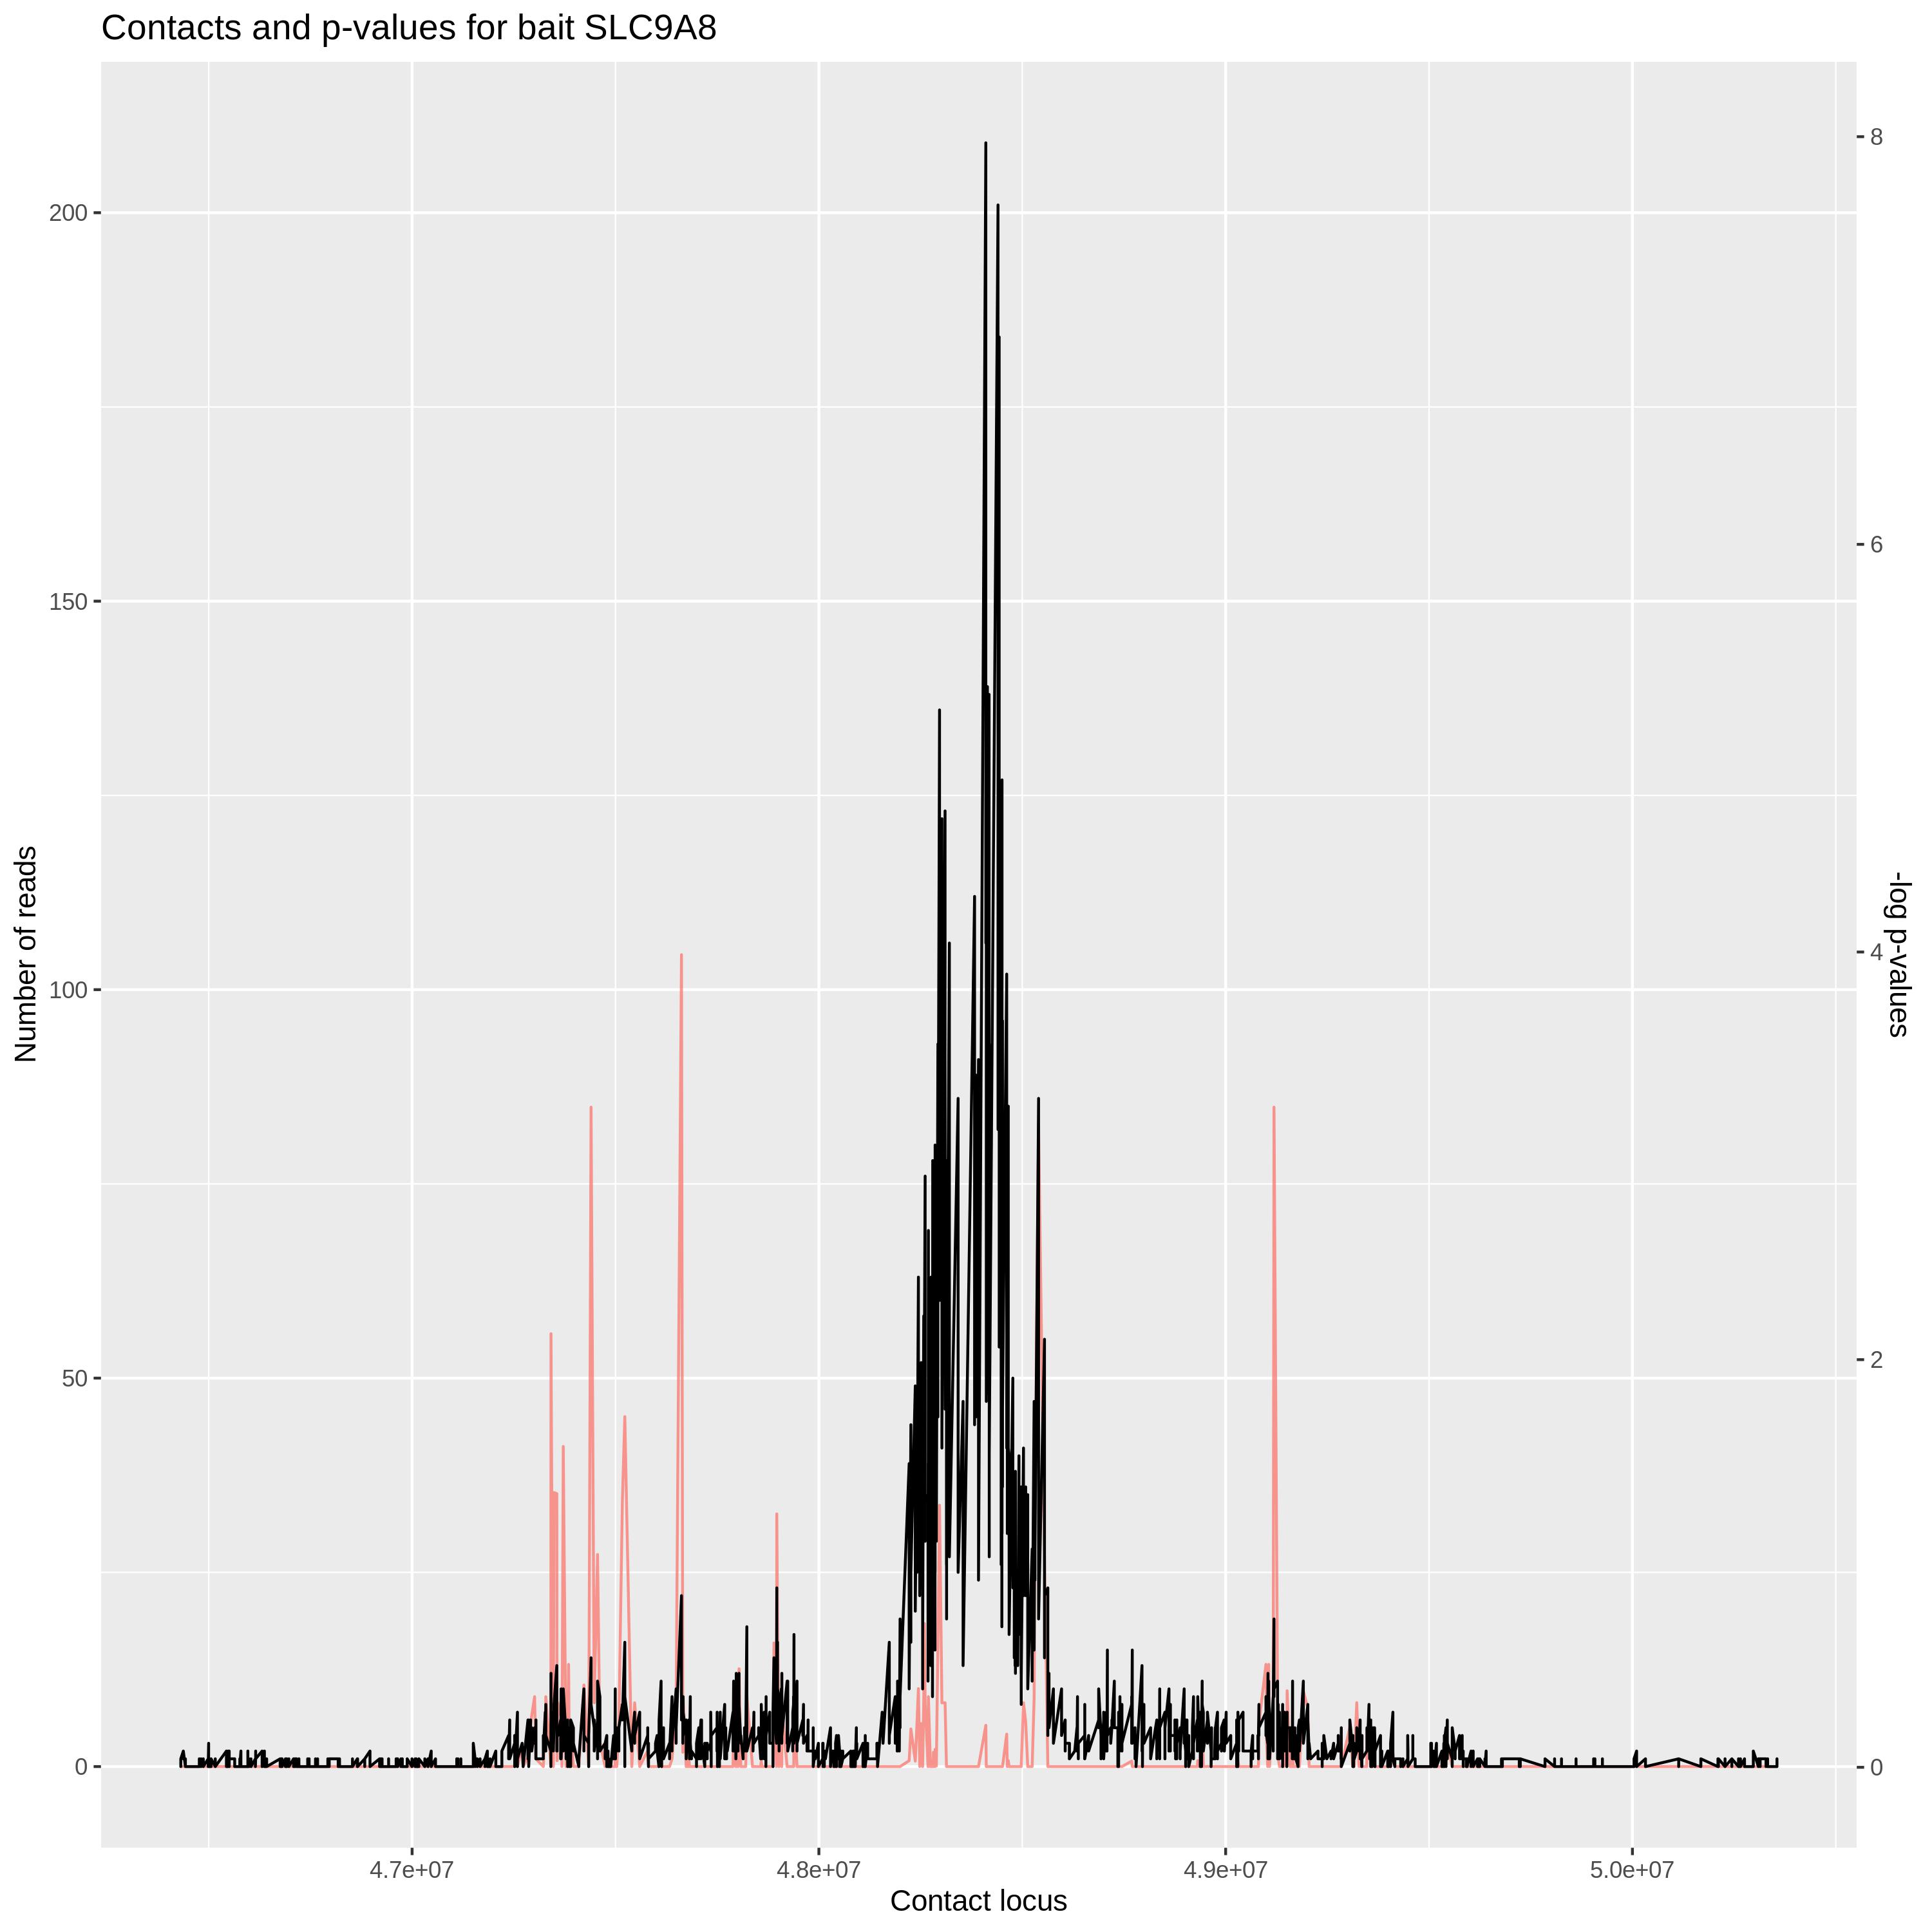 Contacts and p-values for bait SLC9A8
Number of reads
200
150
100
50
0
8
6
4
2
0
-log p-values
4.7e+07
4.8e+07
4.9e+07
5.0e+07
Contact locus